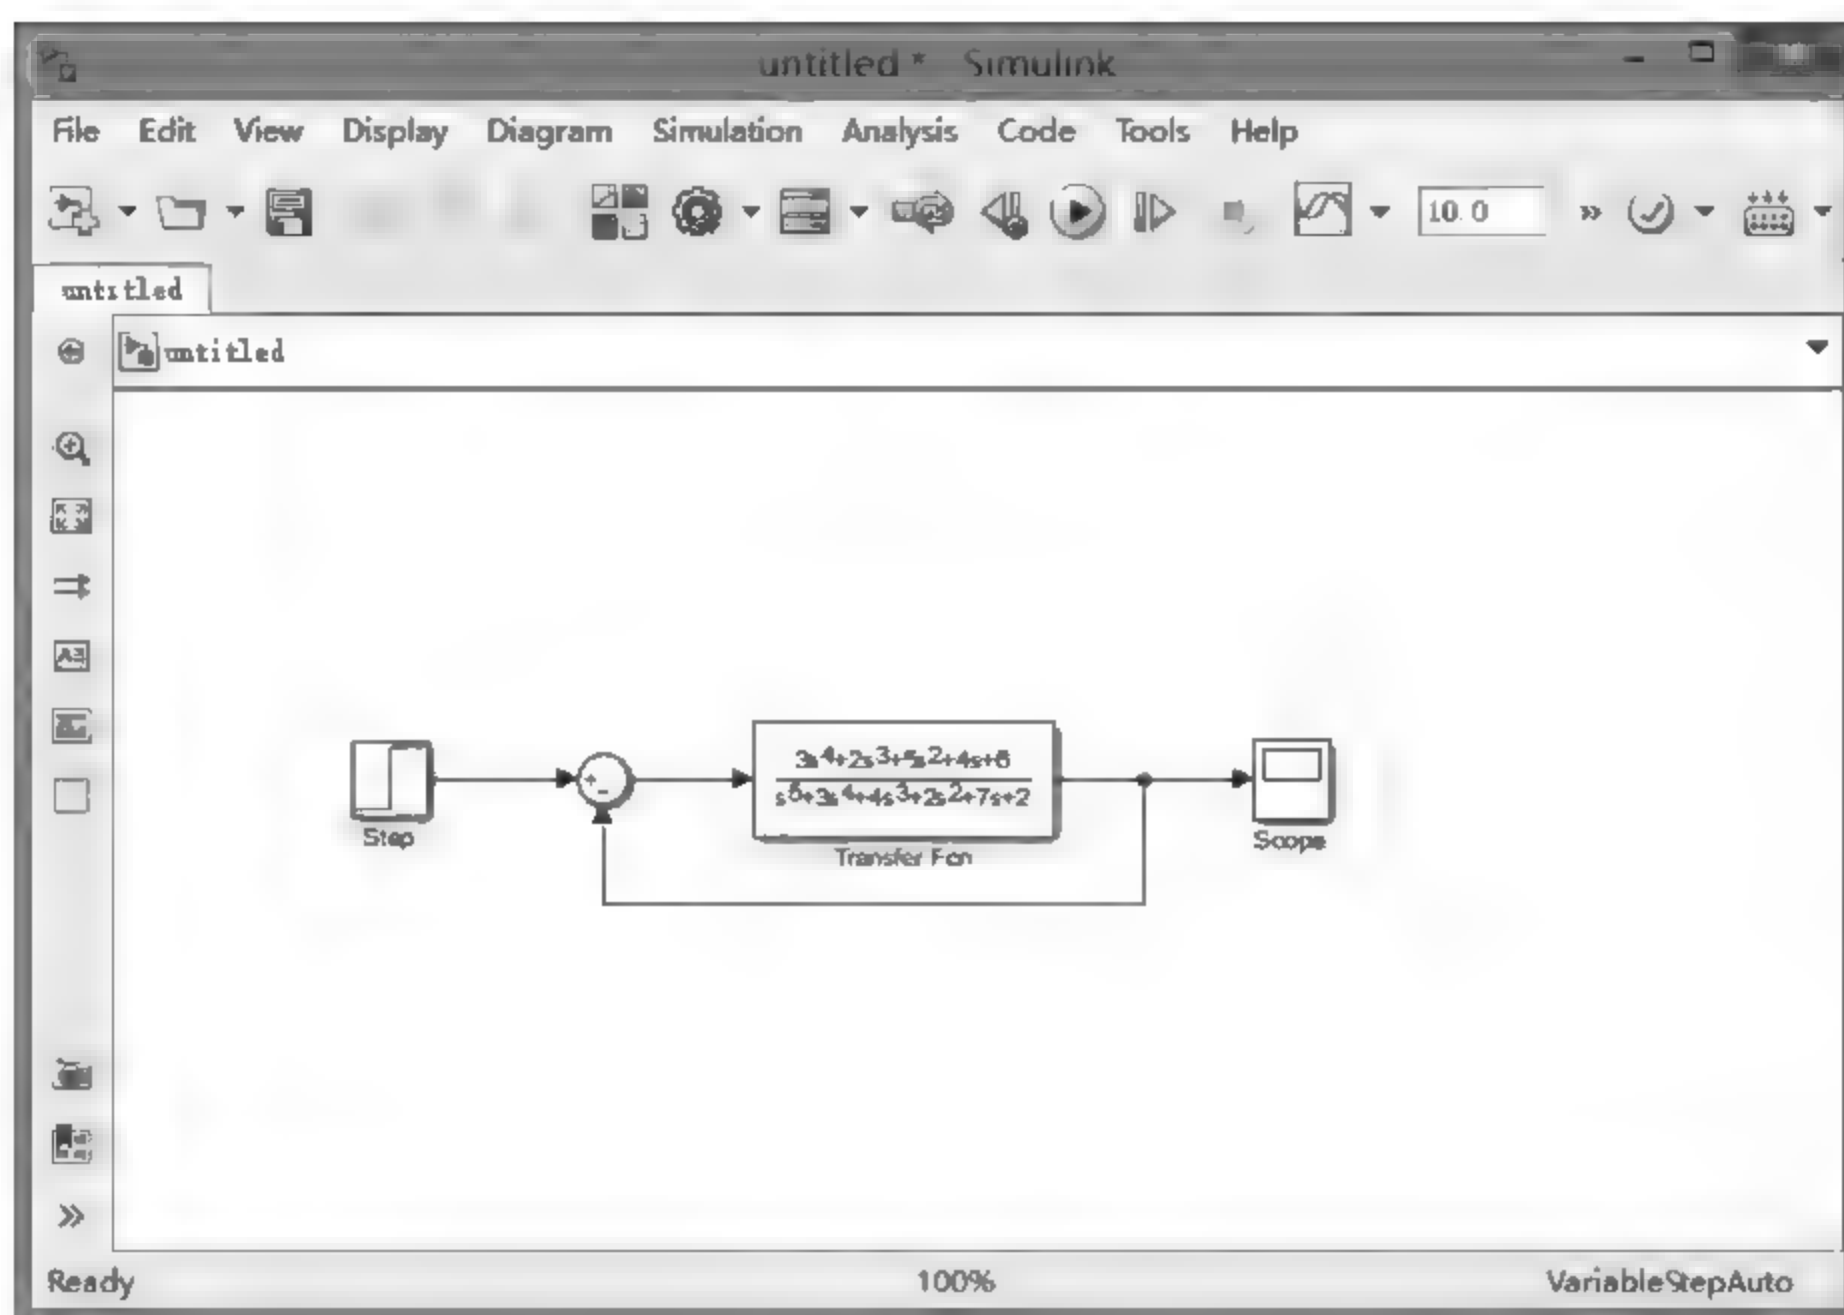 untitled * Simulink
File Edit View Display Diagram Simulation Analysis Code Tools Help
10.0
untitled
untitled
3s^4+2s^3+5s^2+4s+6
s^5+3s^4+4s^3+2s^2+7s+2
Step
Transfer Fcn
Scope
Ready 100% VariableStepAuto